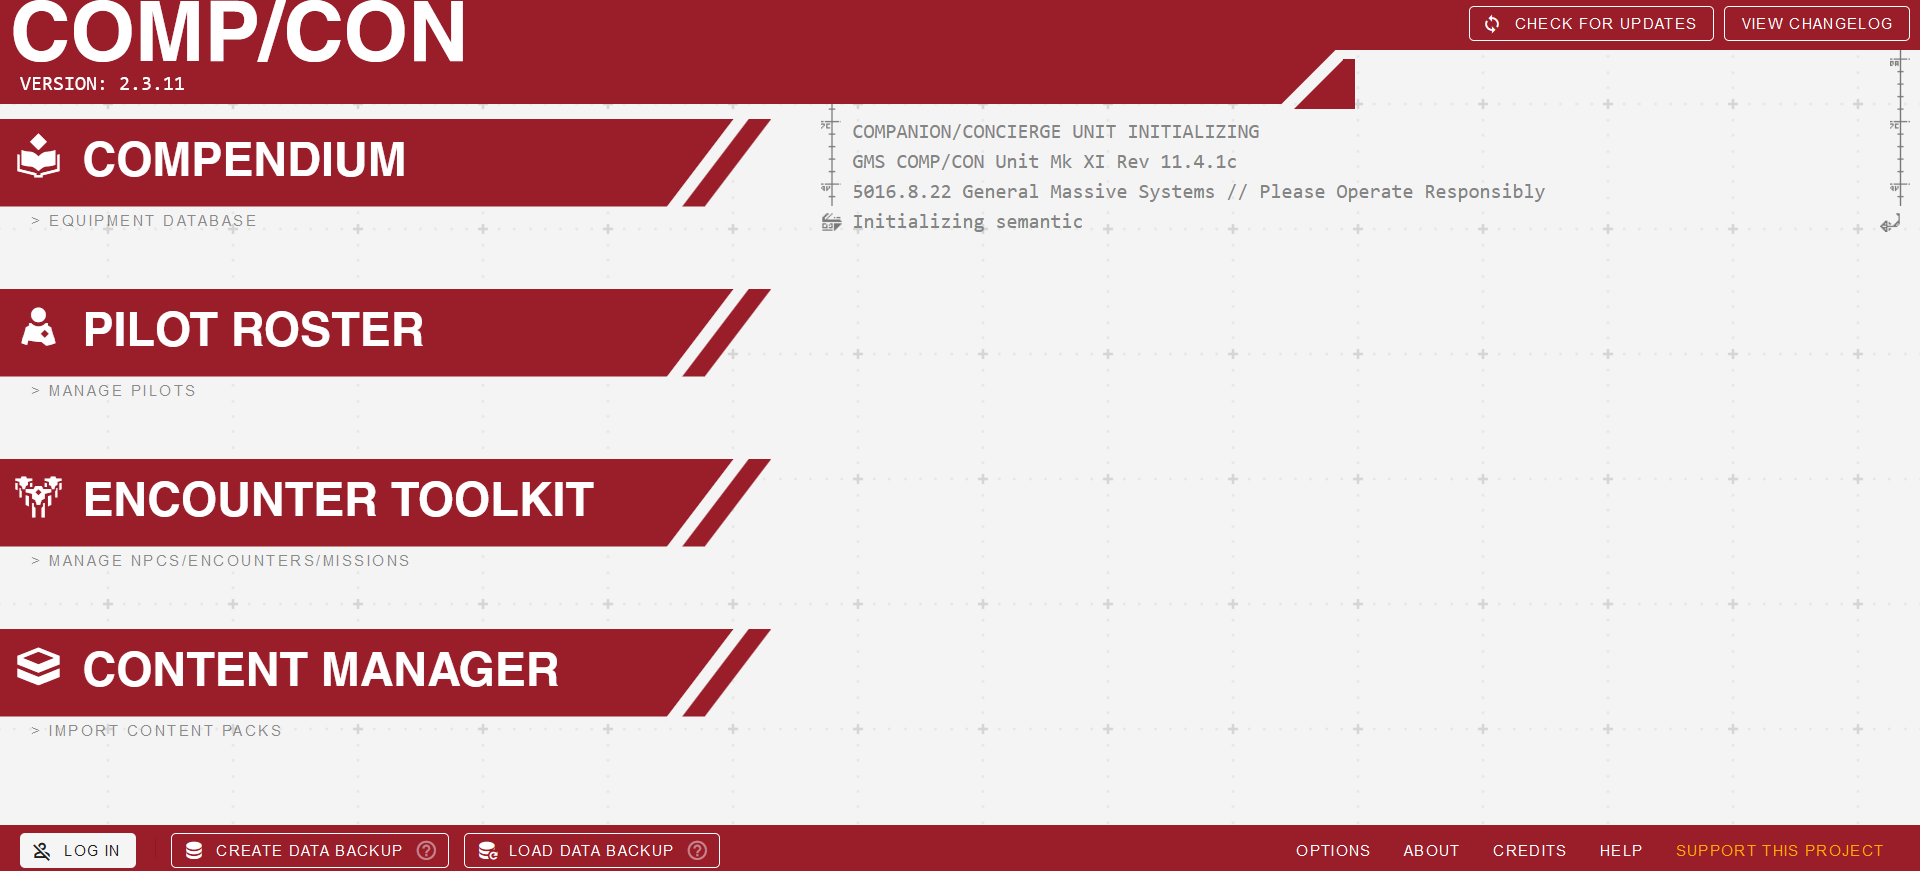 COMP/CON
VERSION: 2.3.11
CHECK FOR UPDATES
VIEW CHANGELOG
COMPENDIUM
> EQUIPMENT DATABASE
PILOT ROSTER
> MANAGE PILOTS
ENCOUNTER TOOLKIT
> MANAGE NPCS/ENCOUNTERS/MISSIONS
CONTENT MANAGER
> IMPORT CONTENT PACKS
COMPANION/CONCIERGE UNIT INITIALIZING
GMS COMP/CON Unit Mk XI Rev 11.4.1c
5016.8.22 General Massive Systems // Please Operate Responsibly
Initializing semantic
LOG IN
CREATE DATA BACKUP
LOAD DATA BACKUP
OPTIONS
ABOUT
CREDITS
HELP
SUPPORT THIS PROJECT